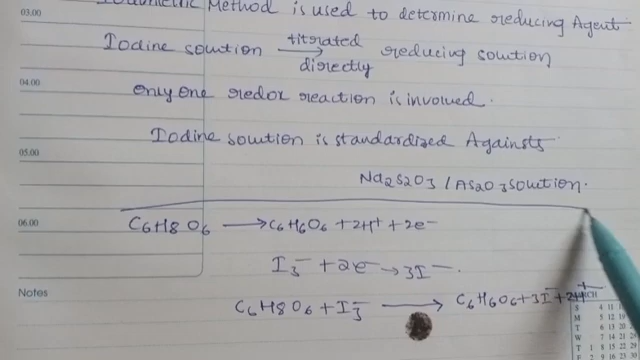 03.00
Method is used to determine reducing Agent
Iodine soution titrated directly → reducing soution
04.00
only one redox reaction is invoived.
Iodine soution is standardized Againsts
05.00
Na2S2O3 / As2O3 soution.
06.00
C6H8O6 ⟶ C6H6O6 + 2H+ + 2e-
I3- + 2e- → 3I-.
Notes
C6H8O6 + I3- ⟶ C6H6O6 + 3I- + 2H+